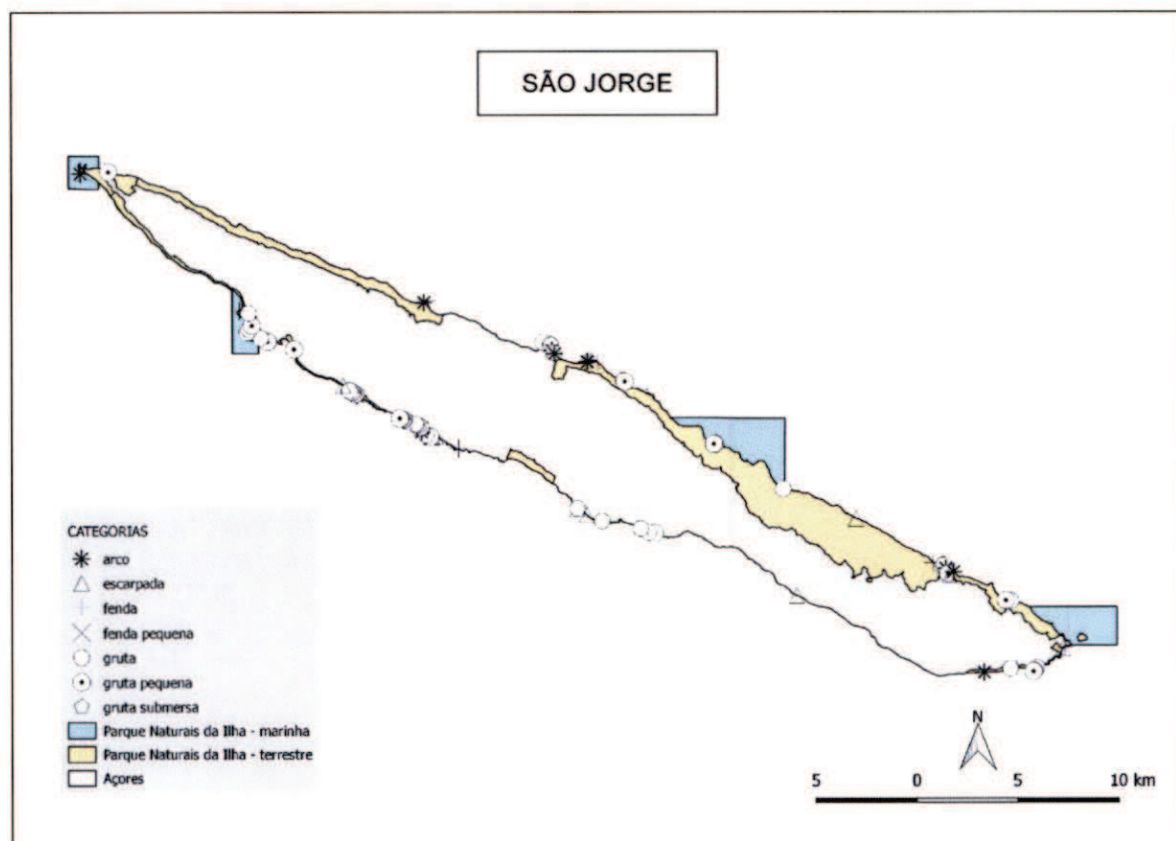 SÃO JORGE
CATEGORIAS
arco
escarpada
fenda
fenda pequena
gruta
gruta pequena
gruta submersa
Parque Naturais da Ilha - marinha
Parque Naturais da Ilha - terrestre
Açores
N
5 0 5 10 km